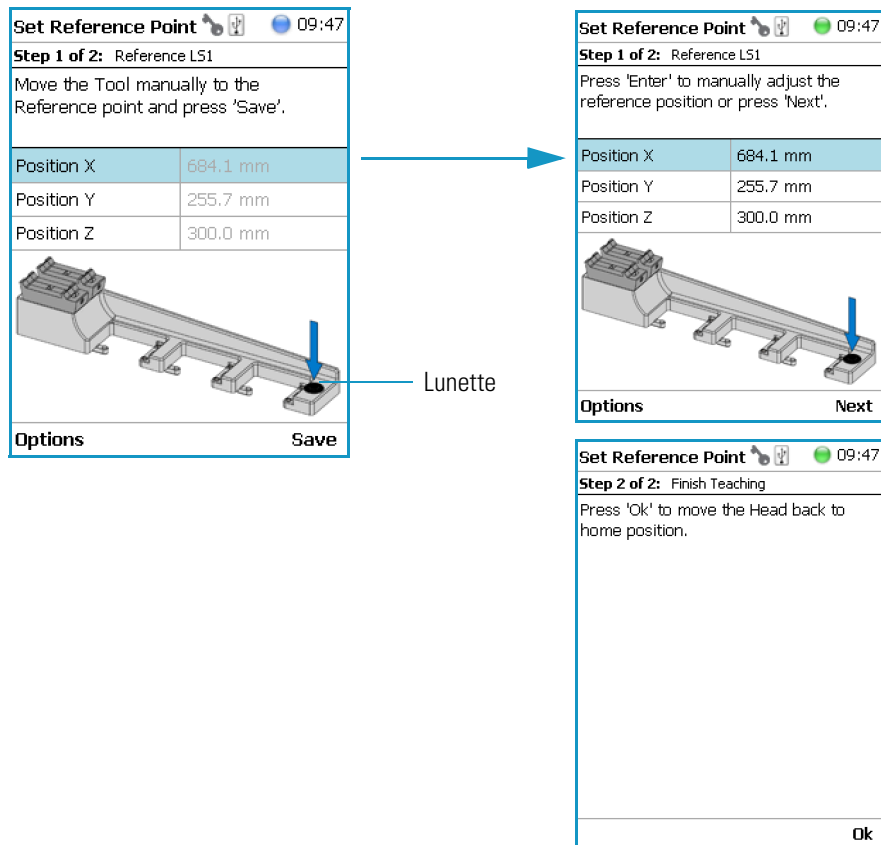 Set Reference Point 09:47
Step 1 of 2: Reference LS1
Move the Tool manually to the
Reference point and press 'Save'.
Position X 684.1 mm
Position Y 255.7 mm
Position Z 300.0 mm
Lunette
Options Save
Set Reference Point 09:47
Step 1 of 2: Reference LS1
Press 'Enter' to manually adjust the
reference position or press 'Next'.
Position X 684.1 mm
Position Y 255.7 mm
Position Z 300.0 mm
Options Next
Set Reference Point 09:47
Step 2 of 2: Finish Teaching
Press 'Ok' to move the Head back to
home position.
Ok